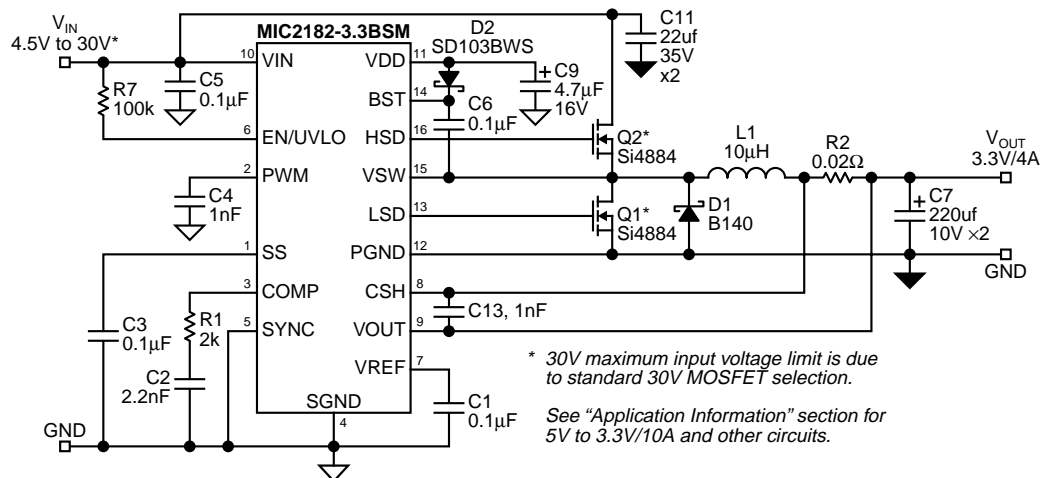 VIN
4.5V to 30V*
MIC2182-3.3BSM
D2
SD103BWS
C11
22uf
35V
x2
10
VIN
VDD
11
R7
100k
C5
0.1µF
BST
14
C6
0.1µF
+
C9
4.7µF
16V
6
EN/UVLO
HSD
16
Q2*
Si4884
L1
10µH
R2
0.02Ω
VOUT
3.3V/4A
2
PWM
VSW
15
C4
1nF
LSD
13
Q1*
Si4884
D1
B140
+
C7
220uf
10V ×2
1
SS
PGND
12
GND
3
COMP
CSH
8
C13, 1nF
C3
0.1µF
R1
2k
5
SYNC
VOUT
9
C2
2.2nF
VREF
7
C1
0.1µF
* 30V maximum input voltage limit is due
to standard 30V MOSFET selection.
See “Application Information” section for
5V to 3.3V/10A and other circuits.
SGND
4
GND